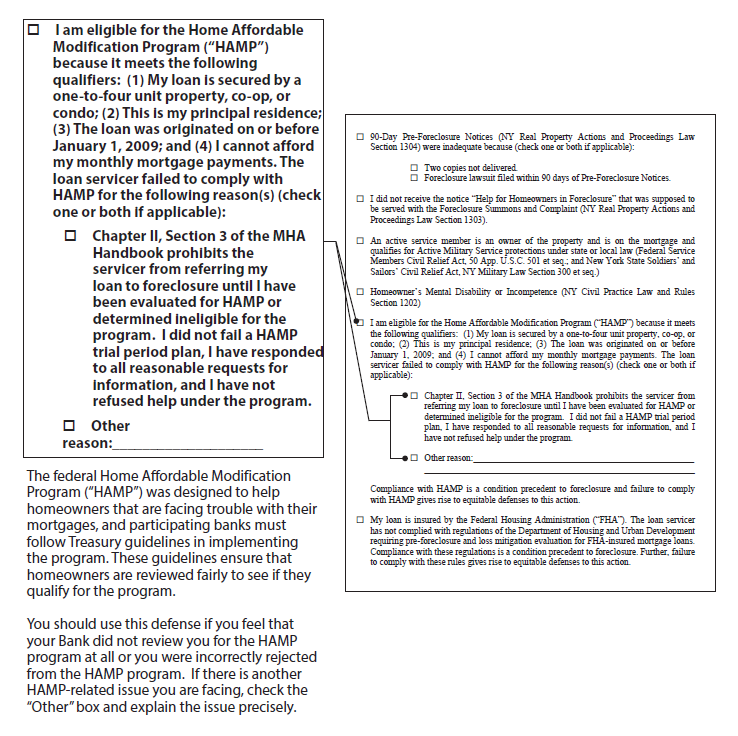 ☐ I am eligible for the Home Affordable
Modification Program (“HAMP”)
because it meets the following
qualifiers: (1) My loan is secured by a
one-to-four unit property, co-op, or
condo; (2) This is my principal residence;
(3) The loan was originated on or before
January 1, 2009; and (4) I cannot afford
my monthly mortgage payments. The
loan servicer failed to comply with
HAMP for the following reason(s) (check
one or both if applicable):
☐ Chapter II, Section 3 of the MHA
Handbook prohibits the
servicer from referring my
loan to foreclosure until I have
been evaluated for HAMP or
determined ineligible for the
program. I did not fail a HAMP
trial period plan, I have responded
to all reasonable requests for
information, and I have not
refused help under the program.
☐ Other
reason:______________________
The federal Home Affordable Modification
Program (“HAMP”) was designed to help
homeowners that are facing trouble with their
mortgages, and participating banks must
follow Treasury guidelines in implementing
the program. These guidelines ensure that
homeowners are reviewed fairly to see if they
qualify for the program.
You should use this defense if you feel that
your Bank did not review you for the HAMP
program at all or you were incorrectly rejected
from the HAMP program. If there is another
HAMP-related issue you are facing, check the
“Other” box and explain the issue precisely.
☐ 90-Day Pre-Foreclosure Notices (NY Real Property Actions and Proceedings Law
Section 1304) were inadequate because (check one or both if applicable):
☐ Two copies not delivered.
☐ Foreclosure lawsuit filed within 90 days of Pre-Foreclosure Notices.
☐ I did not receive the notice “Help for Homeowners in Foreclosure” that was supposed to
be served with the Foreclosure Summons and Complaint (NY Real Property Actions and
Proceedings Law Section 1303).
☐ An active service member is an owner of the property and is on the mortgage and
qualifies for Active Military Service protections under state or local law (Federal Service
Members Civil Relief Act, 50 App. U.S.C. 501 et seq.; and New York State Soldiers’ and
Sailors’ Civil Relief Act, NY Military Law Section 300 et seq.)
☐ Homeowner’s Mental Disability or Incompetence (NY Civil Practice Law and Rules
Section 1202)
☐ I am eligible for the Home Affordable Modification Program (“HAMP”) because it meets
the following qualifiers: (1) My loan is secured by a one-to-four unit property, co-op, or
condo; (2) This is my principal residence; (3) The loan was originated on or before
January 1, 2009; and (4) I cannot afford my monthly mortgage payments. The loan
servicer failed to comply with HAMP for the following reason(s) (check one or both if
applicable):
☐ Chapter II, Section 3 of the MHA Handbook prohibits the servicer from
referring my loan to foreclosure until I have been evaluated for HAMP or
determined ineligible for the program. I did not fail a HAMP trial period
plan, I have responded to all reasonable requests for information, and I
have not refused help under the program.
☐ Other reason:______________________
Compliance with HAMP is a condition precedent to foreclosure and failure to comply
with HAMP gives rise to equitable defenses to this action.
☐ My loan is insured by the Federal Housing Administration (“FHA”). The loan servicer
has not complied with regulations of the Department of Housing and Urban Development
requiring pre-foreclosure and loss mitigation evaluation for FHA-insured mortgage loans.
Compliance with these regulations is a condition precedent to foreclosure. Further, failure
to comply with these rules gives rise to equitable defenses to this action.